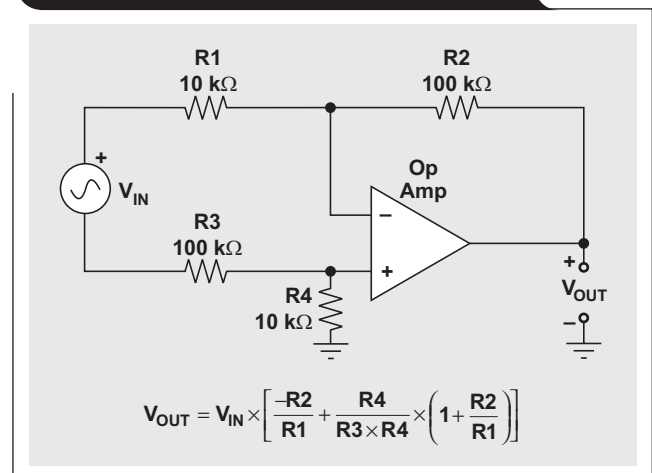 R1
10 kΩ
R2
100 kΩ
Op
Amp
+
V_IN
−
R3
100 kΩ
+
R4
10 kΩ
+
V_OUT
−
V_OUT = V_IN × [ −R2/R1 + R4/(R3 × R4) × ( 1 + R2/R1 ) ]